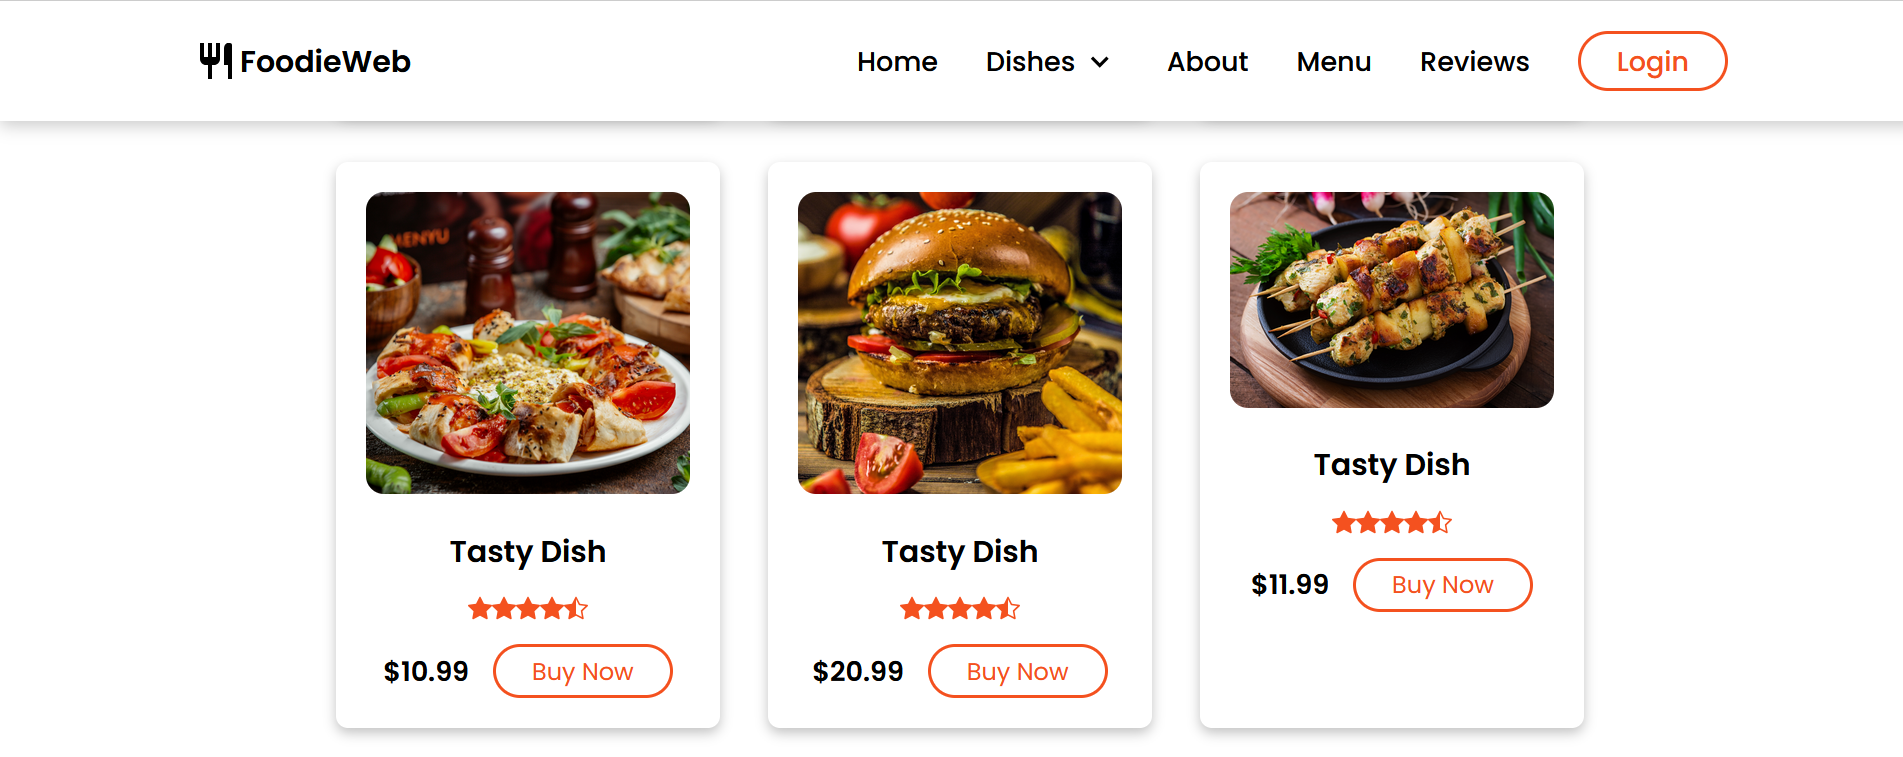 FoodieWeb Home Dishes About Menu Reviews Login
MENYU
Tasty Dish
$10.99 Buy Now
Tasty Dish
$20.99 Buy Now
Tasty Dish
$11.99 Buy Now